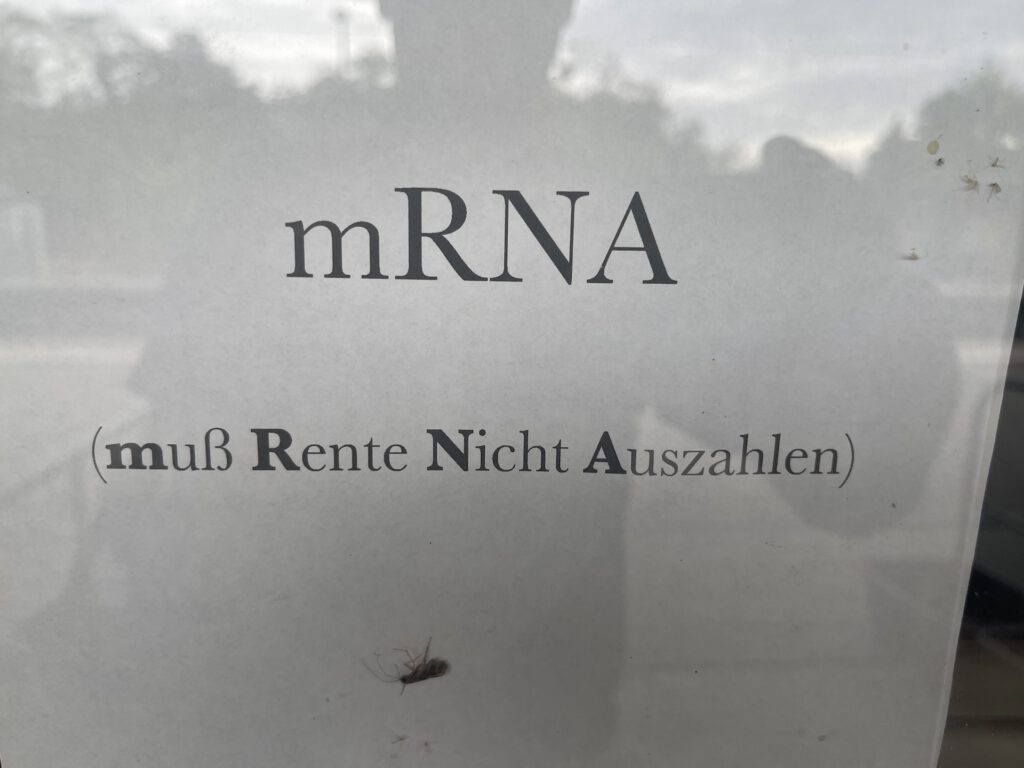 mRNA
(muß Rente Nicht Auszahlen)